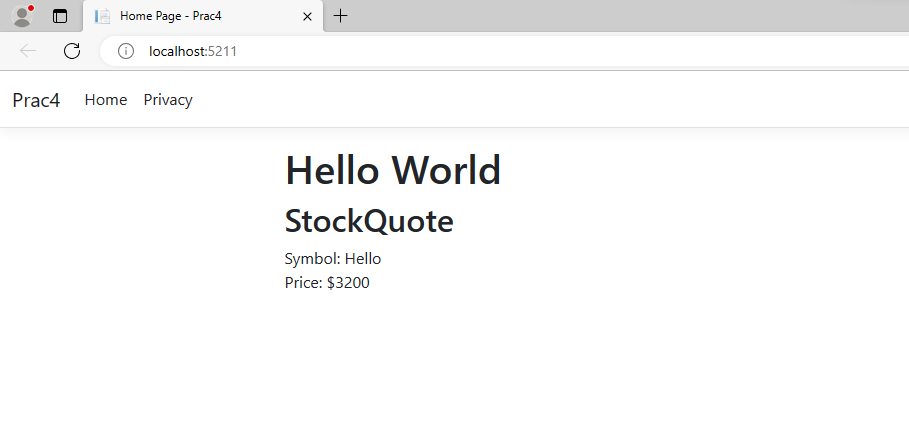 Home Page - Prac4
localhost:5211
Prac4 Home Privacy
Hello World
StockQuote
Symbol: Hello
Price: $3200